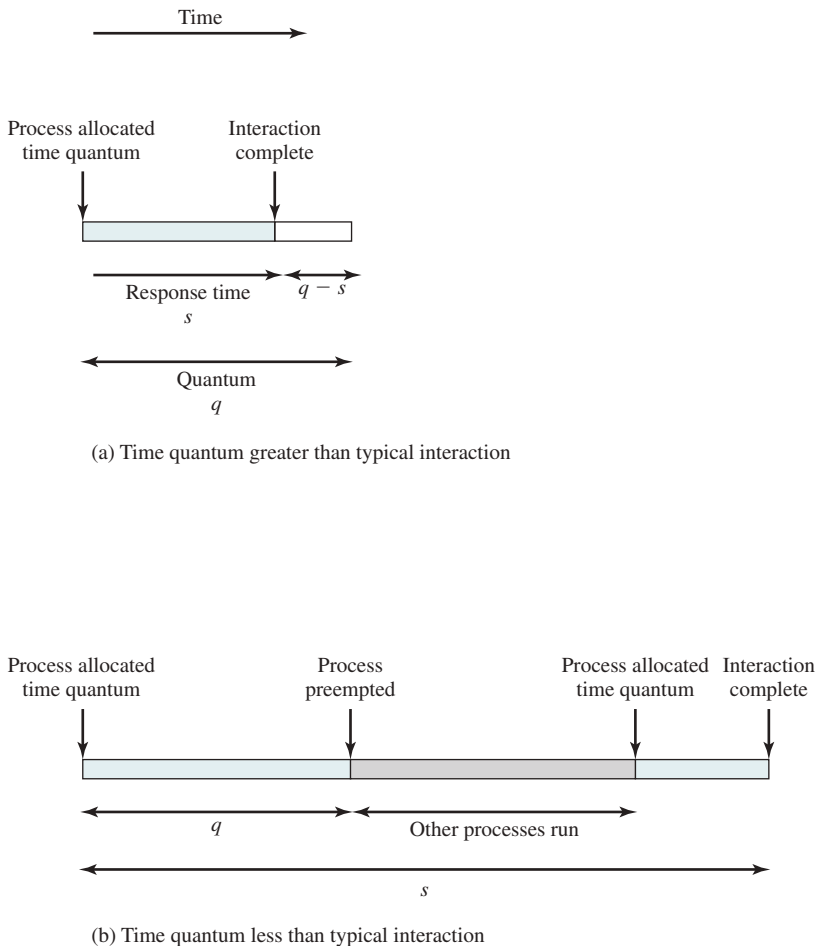 Time
Process allocated
time quantum
Interaction
complete
Response time
s
q − s
Quantum
q
(a) Time quantum greater than typical interaction
Process allocated
time quantum
Process
preempted
Process allocated
time quantum
Interaction
complete
q
Other processes run
s
(b) Time quantum less than typical interaction